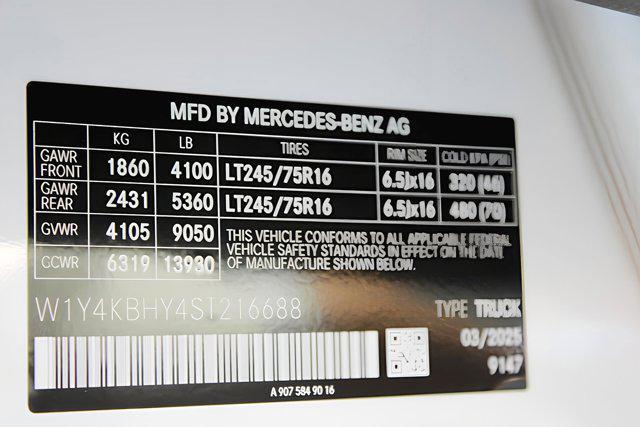 MFD BY MERCEDES-BENZ AG
KG LB TIRES RIM SIZE COLD
GAWR FRONT 1860 4100 LT245/75R16 6.5Jx16 320 (46)
GAWR REAR 2431 5360 LT245/75R16 6.5Jx16 480 (70)
GVWR 4105 9050
CCWR 6319 13930
THIS VEHICLE CONFORMS TO ALL APPLICABLE FEDERAL
VEHICLE SAFETY STANDARDS IN EFFECT ON THE DATE
OF MANUFACTURE SHOWN BELOW.
W1Y4KBHY4ST216688 TYPE TRUCK
03/2025
9147
A 907 584 90 16